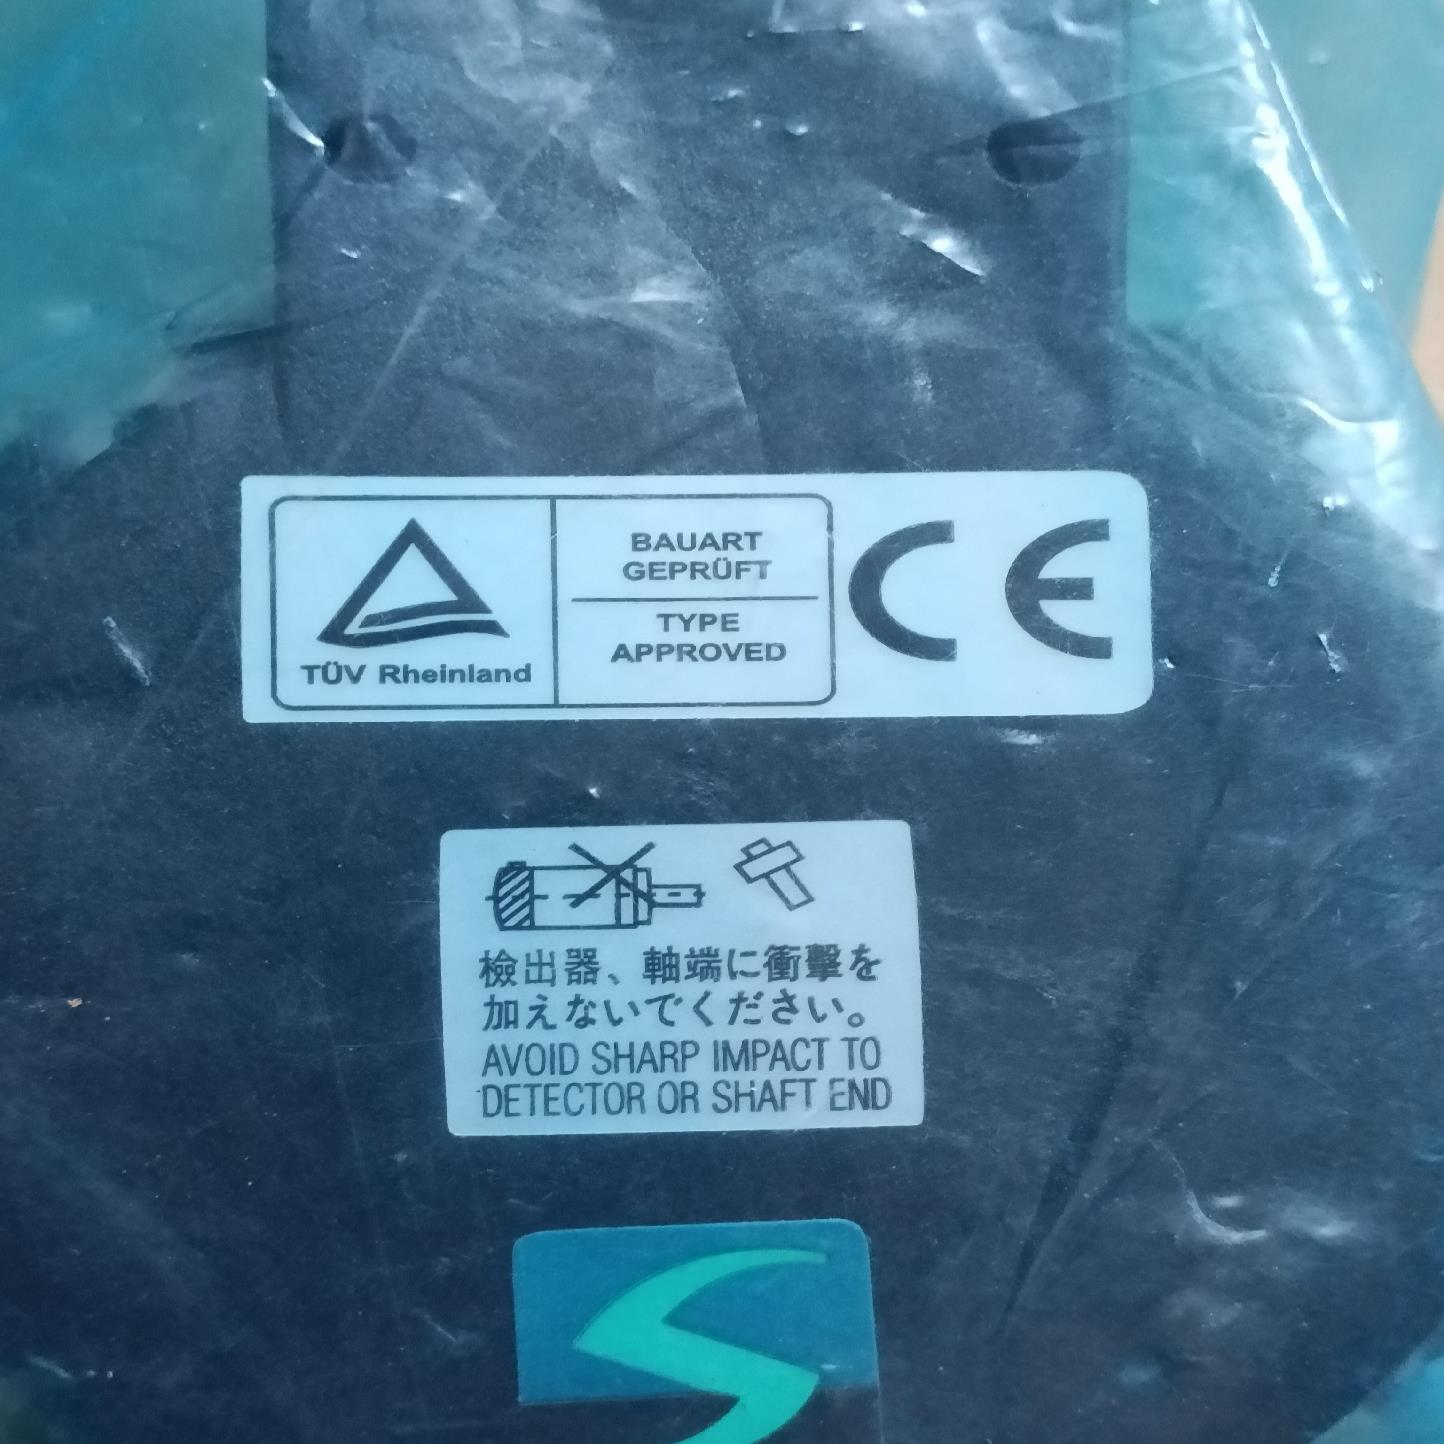 TÜV Rheinland
BAUART
GEPRÜFT
TYPE
APPROVED
CE
検出器、軸端に衝撃を
加えないでください。
AVOID SHARP IMPACT TO
DETECTOR OR SHAFT END